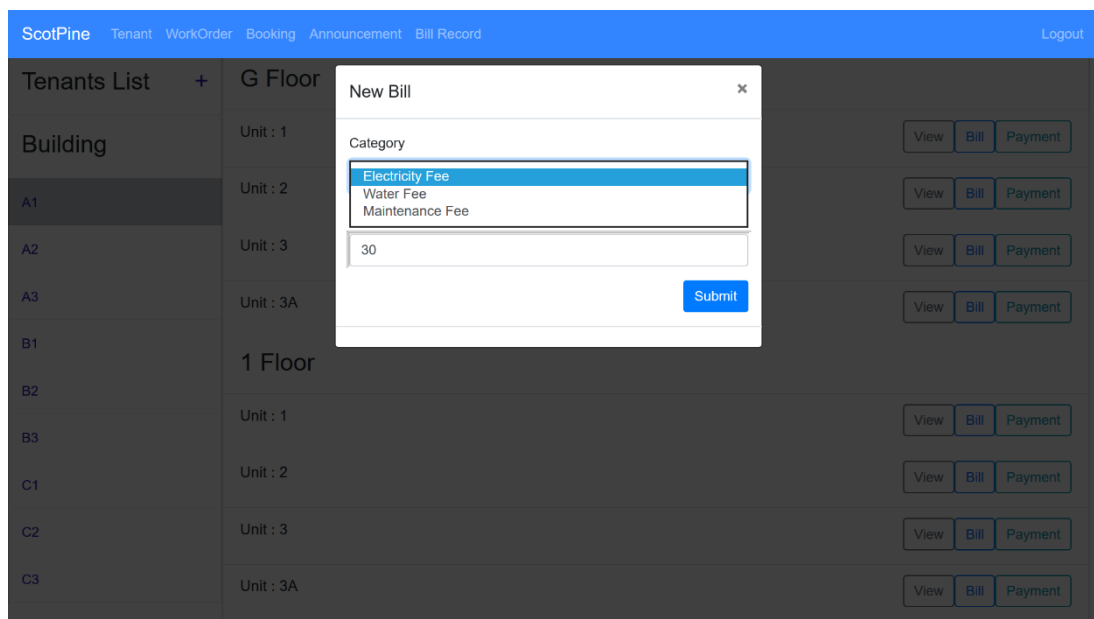 ScotPine Tenant WorkOrder Booking Announcement Bill Record Logout
Tenants List +
Building
A1
A2
A3
B1
B2
B3
C1
C2
C3
G Floor
Unit : 1 View Bill Payment
Unit : 2 View Bill Payment
Unit : 3 View Bill Payment
Unit : 3A View Bill Payment
1 Floor
Unit : 1 View Bill Payment
Unit : 2 View Bill Payment
Unit : 3 View Bill Payment
Unit : 3A View Bill Payment
New Bill ×
Category
Electricity Fee
Water Fee
Maintenance Fee
30
Submit